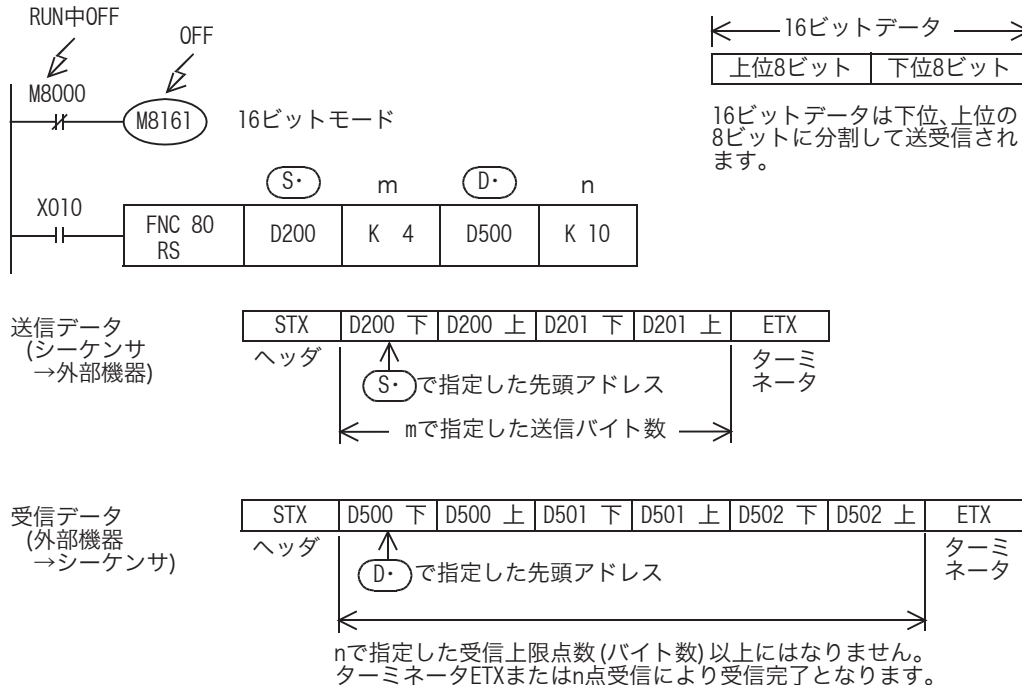 RUN中OFF
OFF
M8000
M8161
16ビットモード
16ビットデータ
上位8ビット 下位8ビット
16ビットデータは下位、上位の
8ビットに分割して送受信され
ます。
S・ m D・ n
X010
FNC 80
RS
D200 K 4 D500 K 10
送信データ
(シーケンサ
→外部機器)
STX D200 下 D200 上 D201 下 D201 上 ETX
ヘッダ
ターミ
ネータ
S・で指定した先頭アドレス
mで指定した送信バイト数
受信データ
(外部機器
→シーケンサ)
STX D500 下 D500 上 D501 下 D501 上 D502 下 D502 上 ETX
ヘッダ
ターミ
ネータ
D・で指定した先頭アドレス
nで指定した受信上限点数(バイト数)以上にはなりません。
ターミネータETXまたはn点受信により受信完了となります。